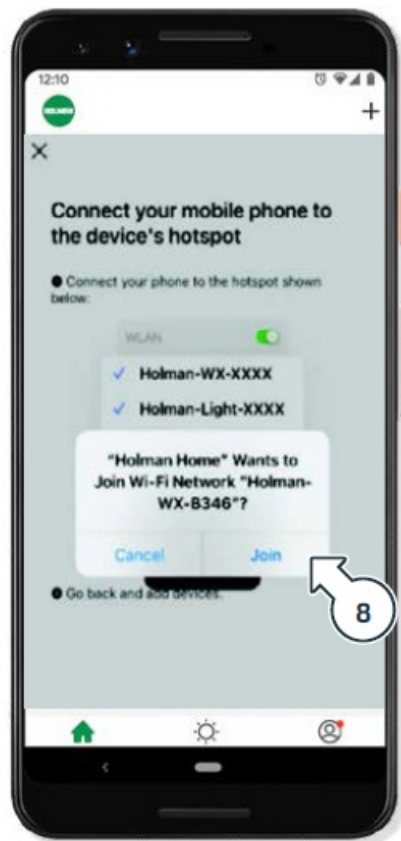 12:10
HOLMAN
+
Connect your mobile phone to
the device's hotspot
Connect your phone to the hotspot shown
below:
WLAN
Holman-WX-XXXX
Holman-Light-XXXX
"Holman Home" Wants to
Join Wi-Fi Network "Holman-
WX-B346"?
Cancel
Join
Go back and add devices.
8